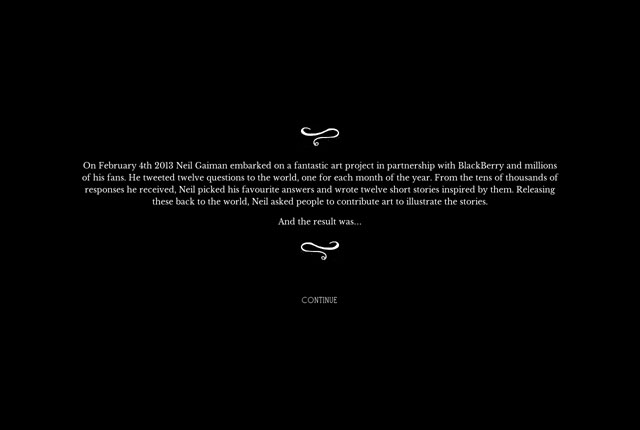 On February 4th 2013 Neil Gaiman embarked on a fantastic art project in partnership with BlackBerry and millions
of his fans. He tweeted twelve questions to the world, one for each month of the year. From the tens of thousands of
responses he received, Neil picked his favourite answers and wrote twelve short stories inspired by them. Releasing
these back to the world, Neil asked people to contribute art to illustrate the stories.
And the result was...
CONTINUE